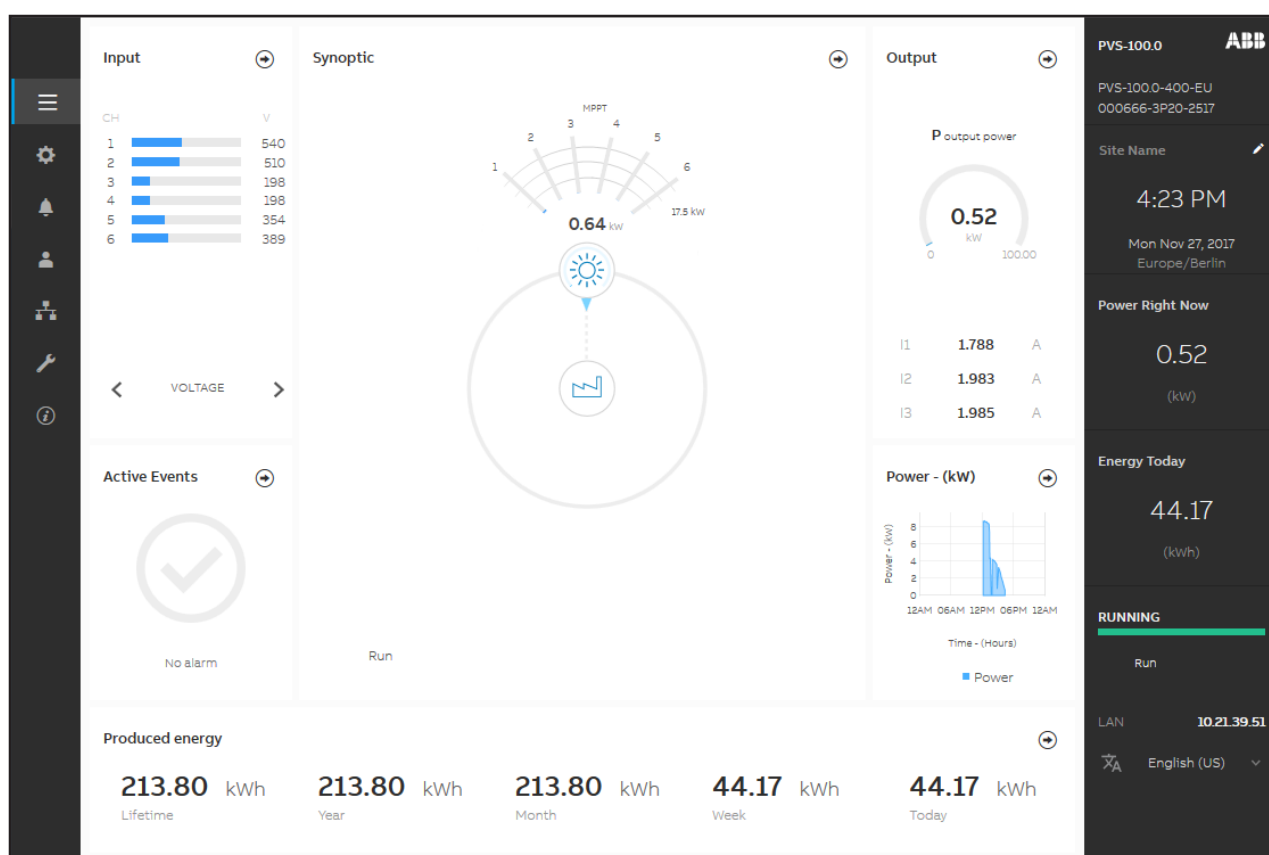 Input
CH V
1 540
2 510
3 198
4 198
5 354
6 389
VOLTAGE
Synoptic
MPPT
1 2 3 4 5 6
17.5 kW
0.64 kW
Run
Output
P output power
0.52
kW
0 100.00
I1 1.788 A
I2 1.983 A
I3 1.985 A
Active Events
No alarm
Power - (kW)
Power - (kW)
8
6
4
2
0
12AM 06AM 12PM 06PM 12AM
Time - (Hours)
Power
Produced energy
213.80 kWh 213.80 kWh 213.80 kWh 44.17 kWh 44.17 kWh
Lifetime Year Month Week Today
PVS-100.0 ABB
PVS-100.0-400-EU
000666-3P20-2517
Site Name
4:23 PM
Mon Nov 27, 2017
Europe/Berlin
Power Right Now
0.52
(kW)
Energy Today
44.17
(kWh)
RUNNING
Run
LAN 10.21.39.51
English (US)